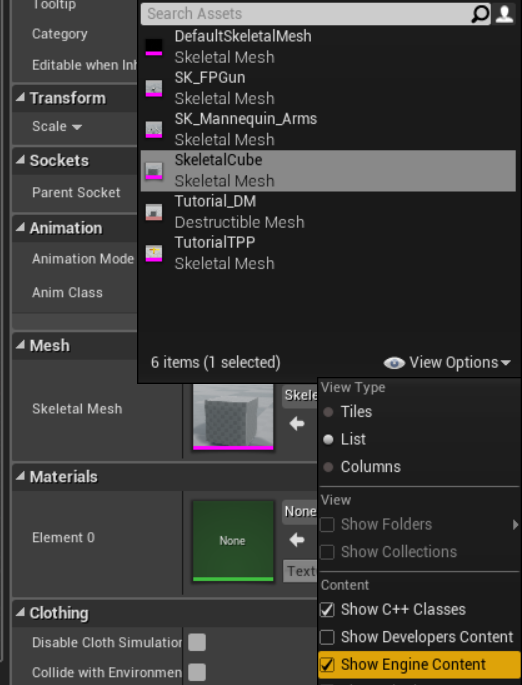 Tooltip
Category
Editable when Inh
Transform
Scale
Sockets
Parent Socket
Animation
Animation Mode
Anim Class
Mesh
Skeletal Mesh
Skele
Materials
Element 0
None
None
Text
Clothing
Disable Cloth Simulation
Collide with Environmen
Search Assets
DefaultSkeletalMesh
Skeletal Mesh
SK_FPGun
Skeletal Mesh
SK_Mannequin_Arms
Skeletal Mesh
SkeletalCube
Skeletal Mesh
Tutorial_DM
Destructible Mesh
TutorialTPP
Skeletal Mesh
6 items (1 selected)
View Options
View Type
Tiles
List
Columns
View
Show Folders
Show Collections
Content
Show C++ Classes
Show Developers Content
Show Engine Content